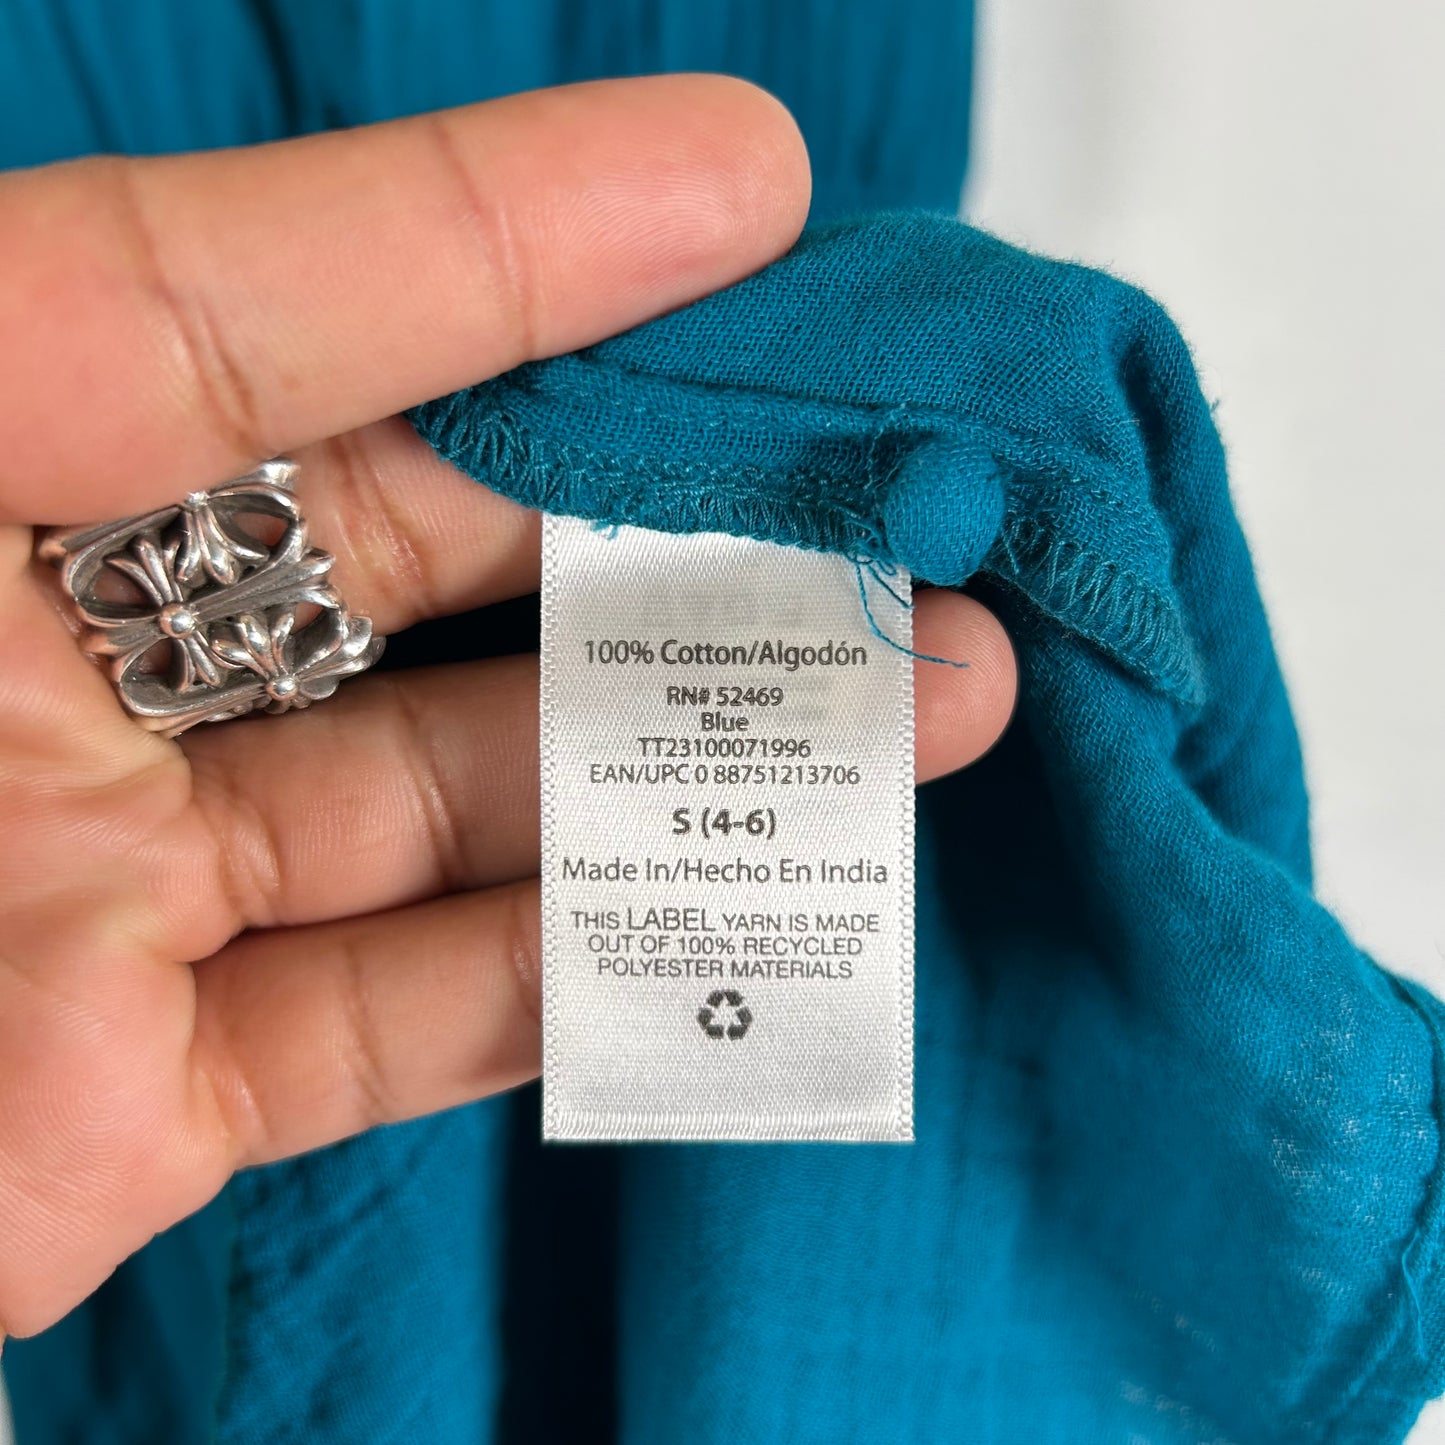 100% Cotton/Algodón
RN# 52469
Blue
TT23100071996
EAN/UPC 0 88751213706
S (4-6)
Made In/Hecho En India
THIS LABEL YARN IS MADE
OUT OF 100% RECYCLED
POLYESTER MATERIALS